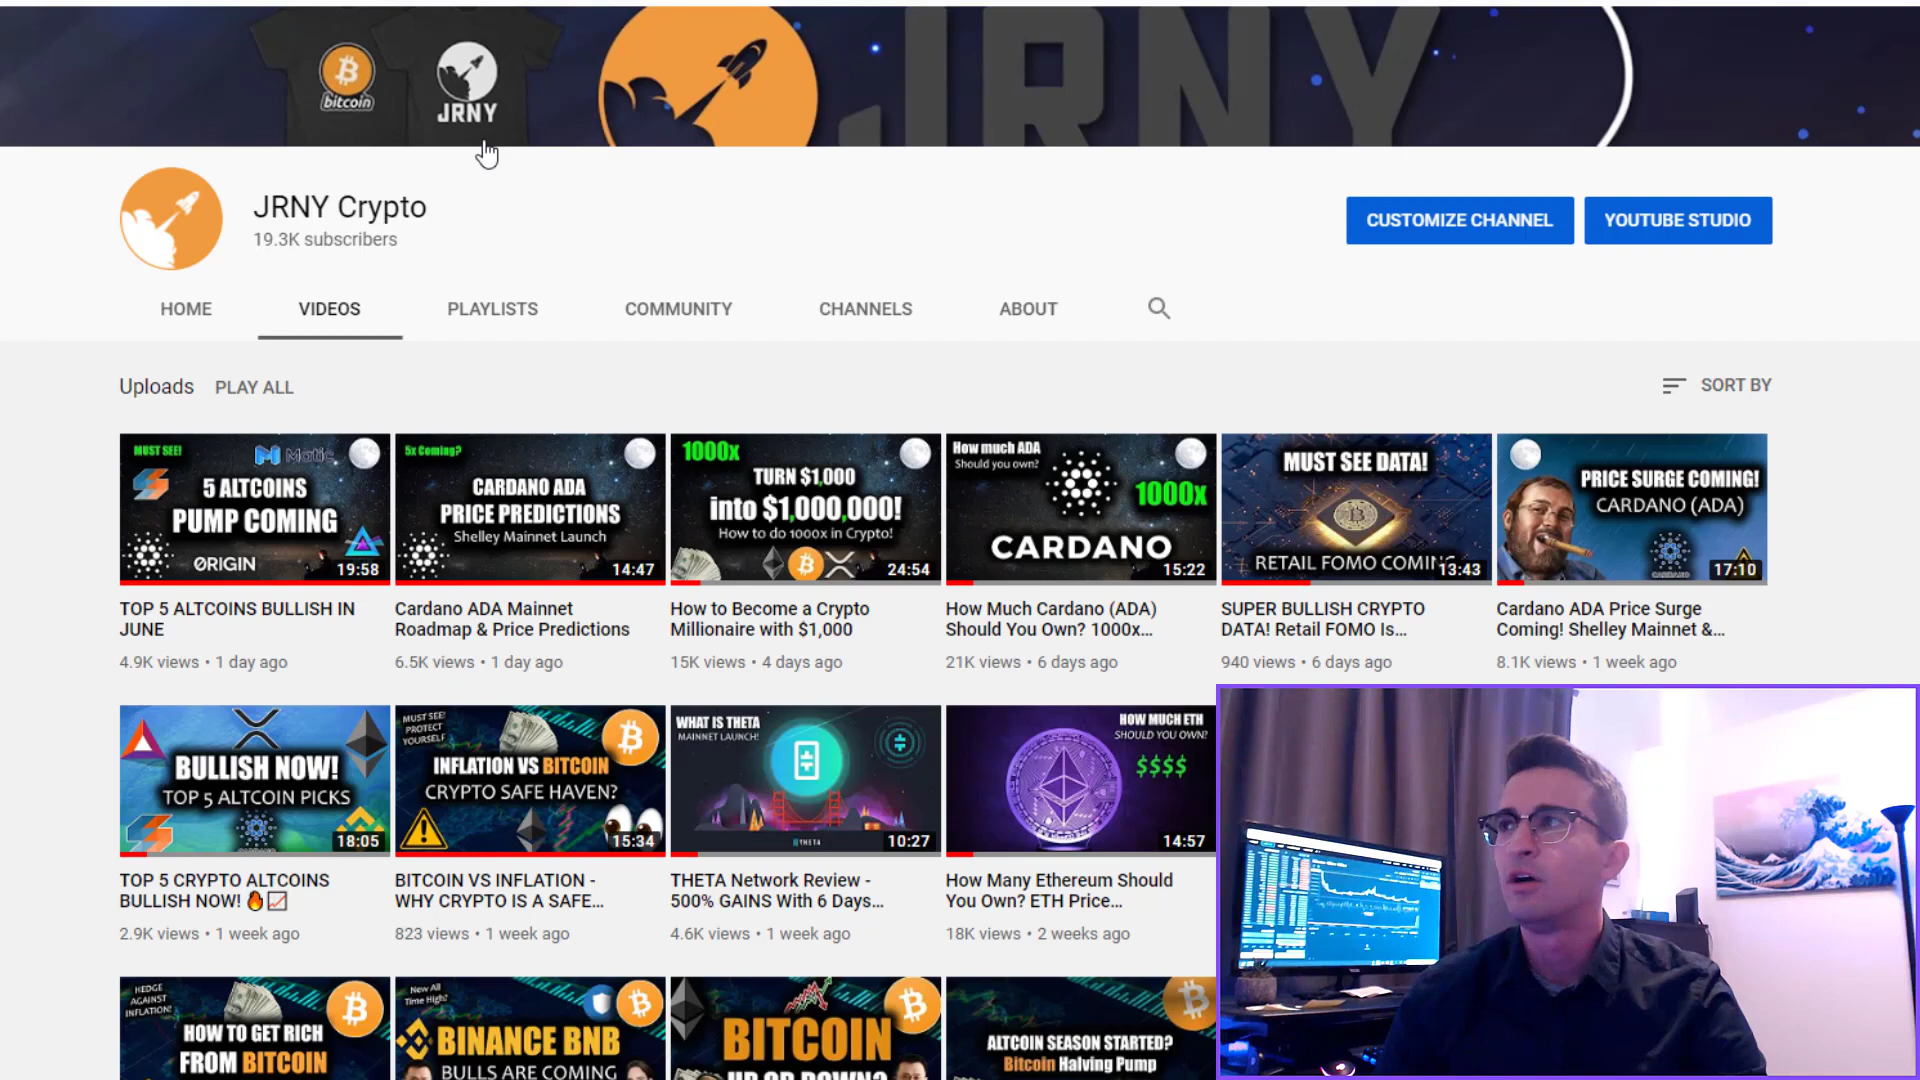 bitcoin
JRNY
JRNY
JRNY Crypto
19.3K subscribers
CUSTOMIZE CHANNEL
YOUTUBE STUDIO
HOME
VIDEOS
PLAYLISTS
COMMUNITY
CHANNELS
ABOUT
Uploads
PLAY ALL
SORT BY
MUST SEE!
Matic
5 ALTCOINS
PUMP COMING
ORIGIN
19:58
5x Coming?
CARDANO ADA
PRICE PREDICTIONS
Shelley Mainnet Launch
14:47
1000x
TURN $1,000
into $1,000,000!
How to do 1000x in Crypto!
24:54
How much ADA
Should you own?
1000x
CARDANO
15:22
MUST SEE DATA!
RETAIL FOMO COMING
13:43
PRICE SURGE COMING!
CARDANO (ADA)
CARDANO
17:10
TOP 5 ALTCOINS BULLISH IN
JUNE
4.9K views • 1 day ago
Cardano ADA Mainnet
Roadmap & Price Predictions
6.5K views • 1 day ago
How to Become a Crypto
Millionaire with $1,000
15K views • 4 days ago
How Much Cardano (ADA)
Should You Own? 1000x...
21K views • 6 days ago
SUPER BULLISH CRYPTO
DATA! Retail FOMO Is...
940 views • 6 days ago
Cardano ADA Price Surge
Coming! Shelley Mainnet &...
8.1K views • 1 week ago
BULLISH NOW!
TOP 5 ALTCOIN PICKS
18:05
MUST SEE!
PROTECT
YOURSELF
INFLATION VS BITCOIN
CRYPTO SAFE HAVEN?
15:34
WHAT IS THETA
MAINNET LAUNCH!
THETA
10:27
HOW MUCH ETH
SHOULD YOU OWN?
$$$$
14:57
TOP 5 CRYPTO ALTCOINS
BULLISH NOW! 🔥📈
2.9K views • 1 week ago
BITCOIN VS INFLATION -
WHY CRYPTO IS A SAFE...
823 views • 1 week ago
THETA Network Review -
500% GAINS With 6 Days...
4.6K views • 1 week ago
How Many Ethereum Should
You Own? ETH Price...
18K views • 2 weeks ago
HEDGE
AGAINST
INFLATION!
HOW TO GET RICH
FROM BITCOIN
New All
Time High?
BINANCE BNB
BULLS ARE COMING
BITCOIN
UP OR DOWN?
ALTCOIN SEASON STARTED?
Bitcoin Halving Pump